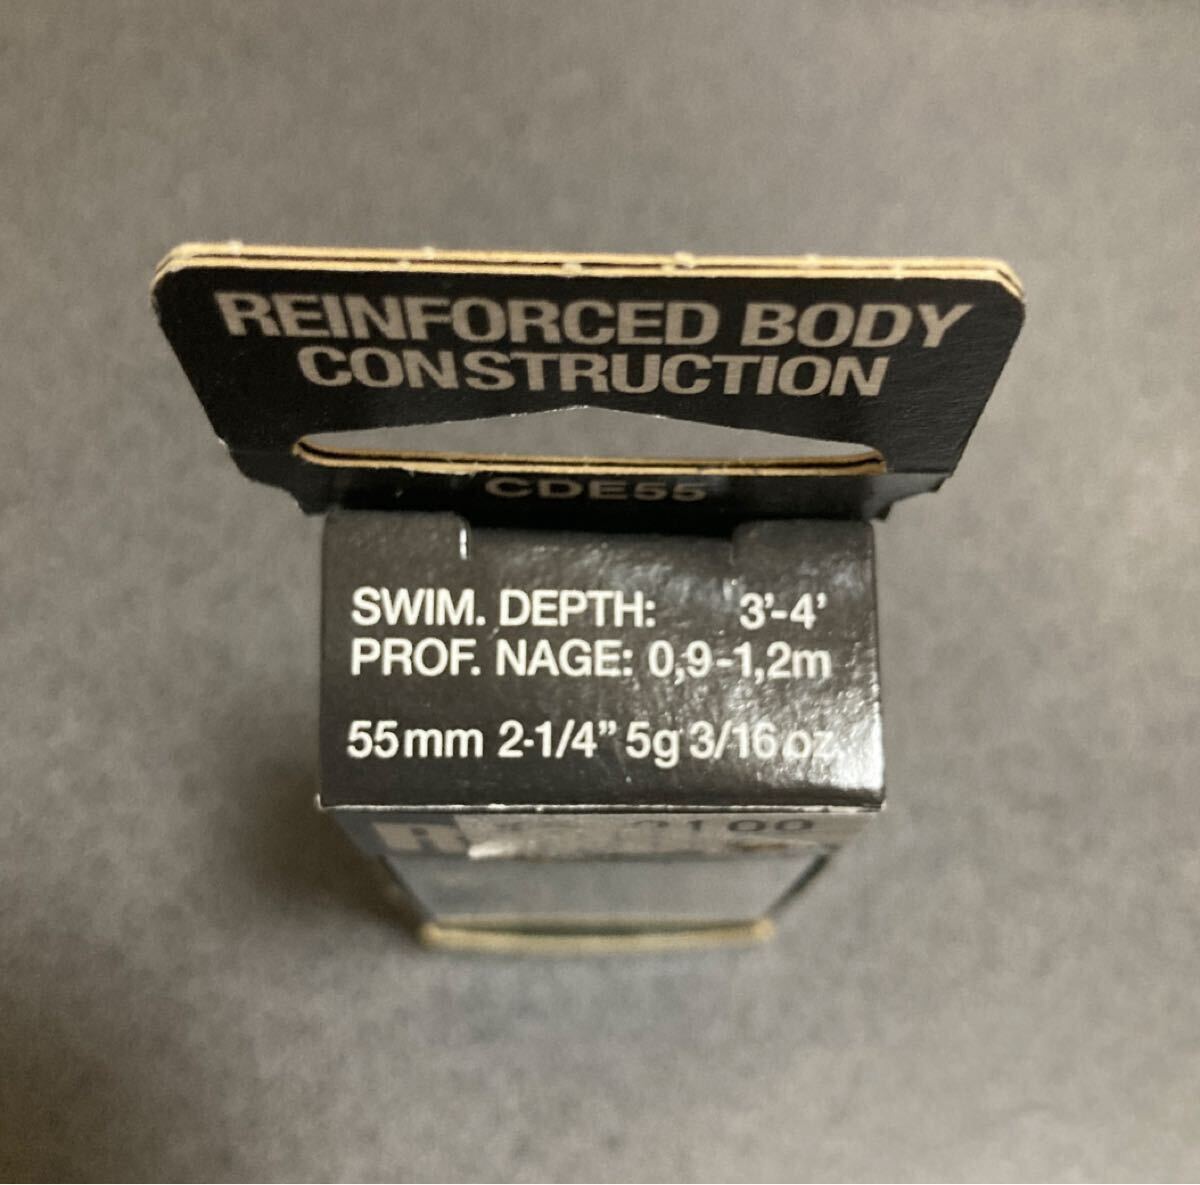 REINFORCED BODY
CONSTRUCTION
CDE55
SWIM. DEPTH: 3'-4'
PROF. NAGE: 0,9-1,2m
55mm 2-1/4" 5g 3/16 oz.